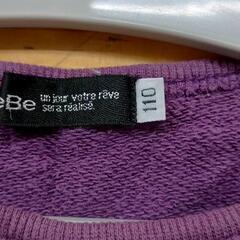 eBe
un jour votre rêve
sera réalisé.
110